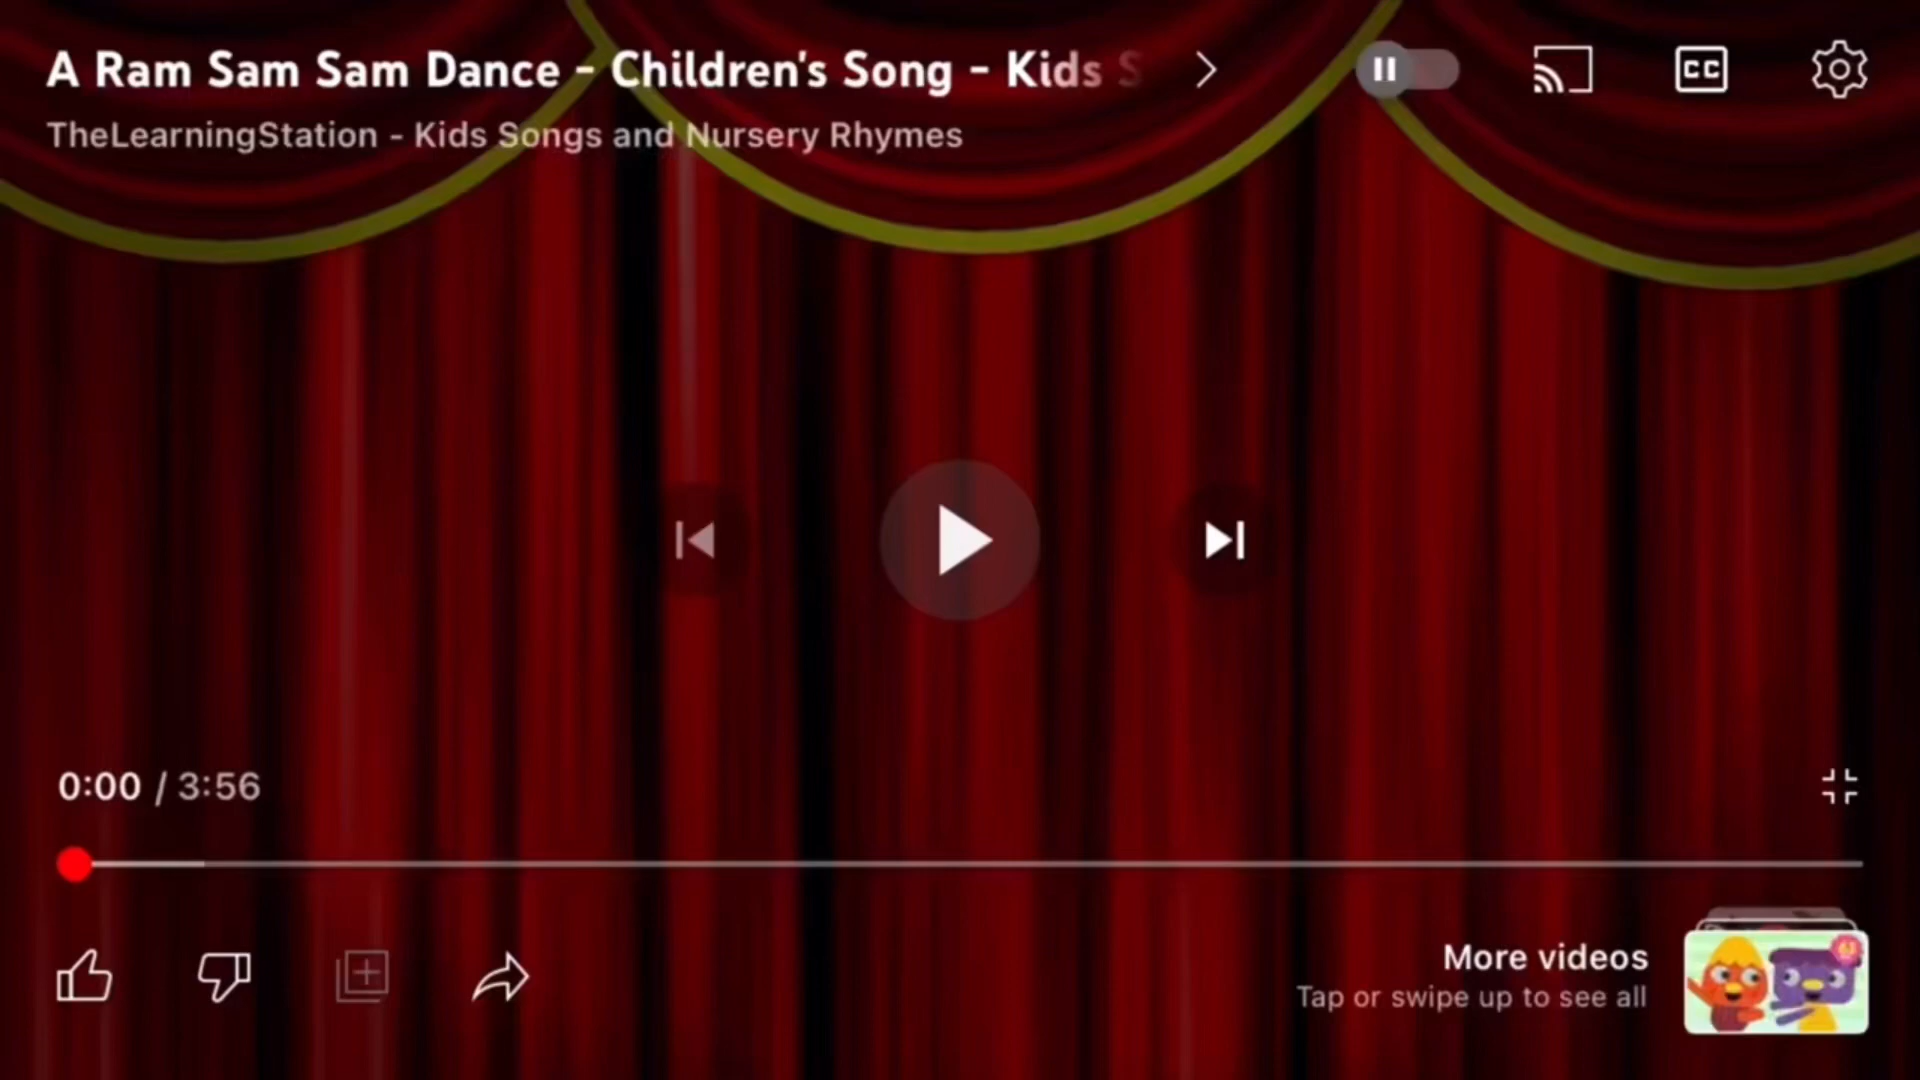 A Ram Sam Sam Dance - Children's Song - Kids S
TheLearningStation - Kids Songs and Nursery Rhymes
CC
0:00 / 3:56
More videos
Tap or swipe up to see all